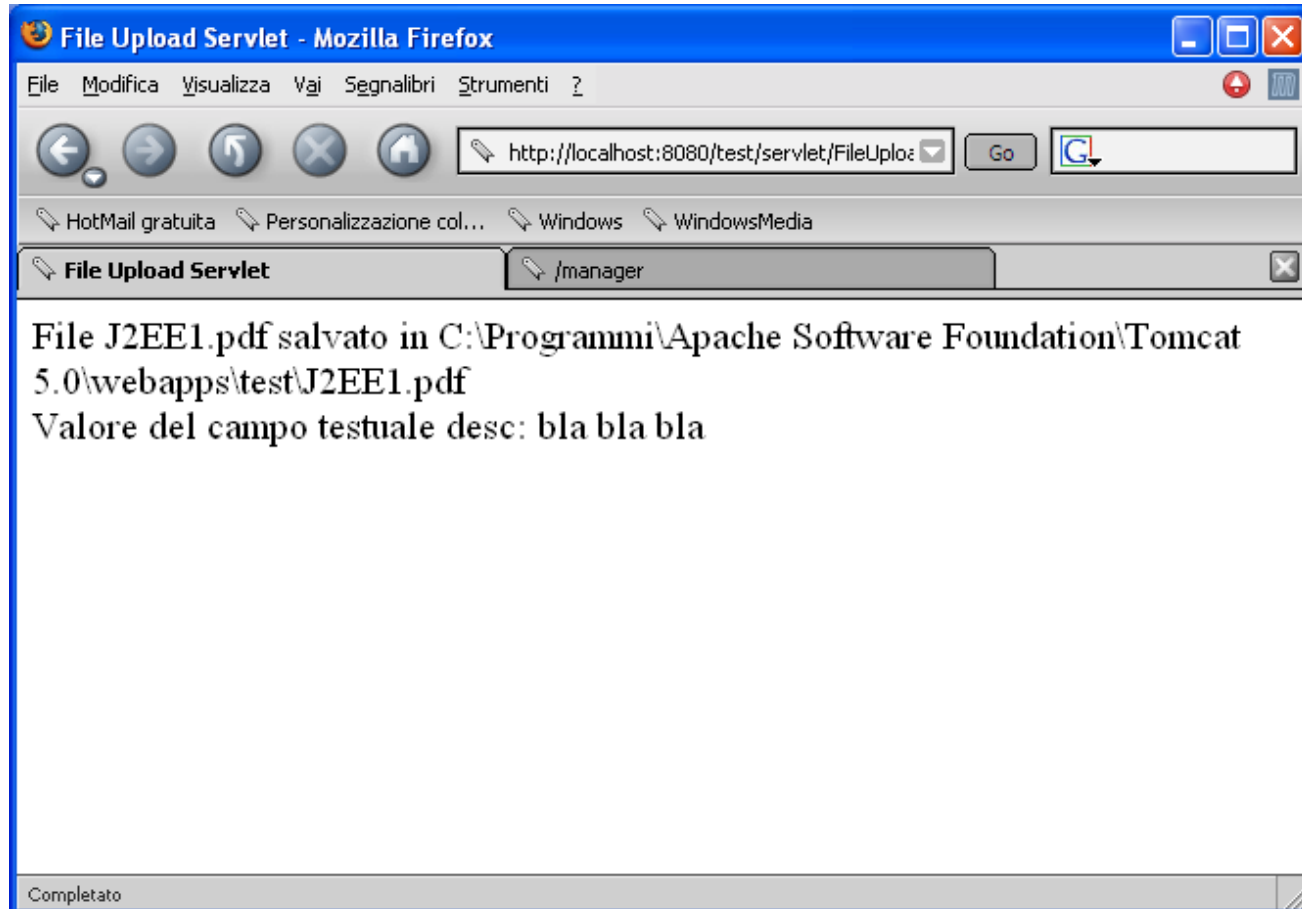 File Upload Servlet - Mozilla Firefox
File Modifica Visualizza Vai Segnalibri Strumenti ?
http://localhost:8080/test/servlet/FileUploa Go G
HotMail gratuita Personalizzazione col... Windows WindowsMedia
File Upload Servlet /manager
File J2EE1.pdf salvato in C:\Programmi\Apache Software Foundation\Tomcat
5.0\webapps\test\J2EE1.pdf
Valore del campo testuale desc: bla bla bla
Completato